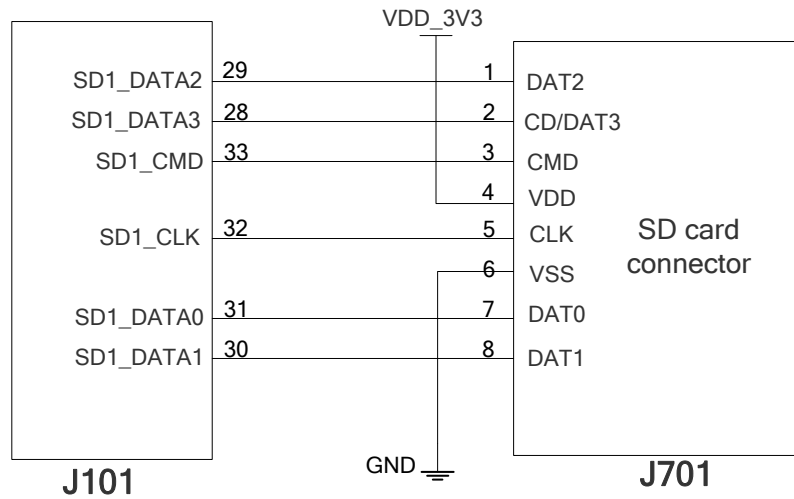 VDD_3V3
SD1_DATA2 29 1 DAT2
SD1_DATA3 28 2 CD/DAT3
SD1_CMD 33 3 CMD
4 VDD
SD1_CLK 32 5 CLK
SD card
connector
6 VSS
SD1_DATA0 31 7 DAT0
SD1_DATA1 30 8 DAT1
GND
J101
J701